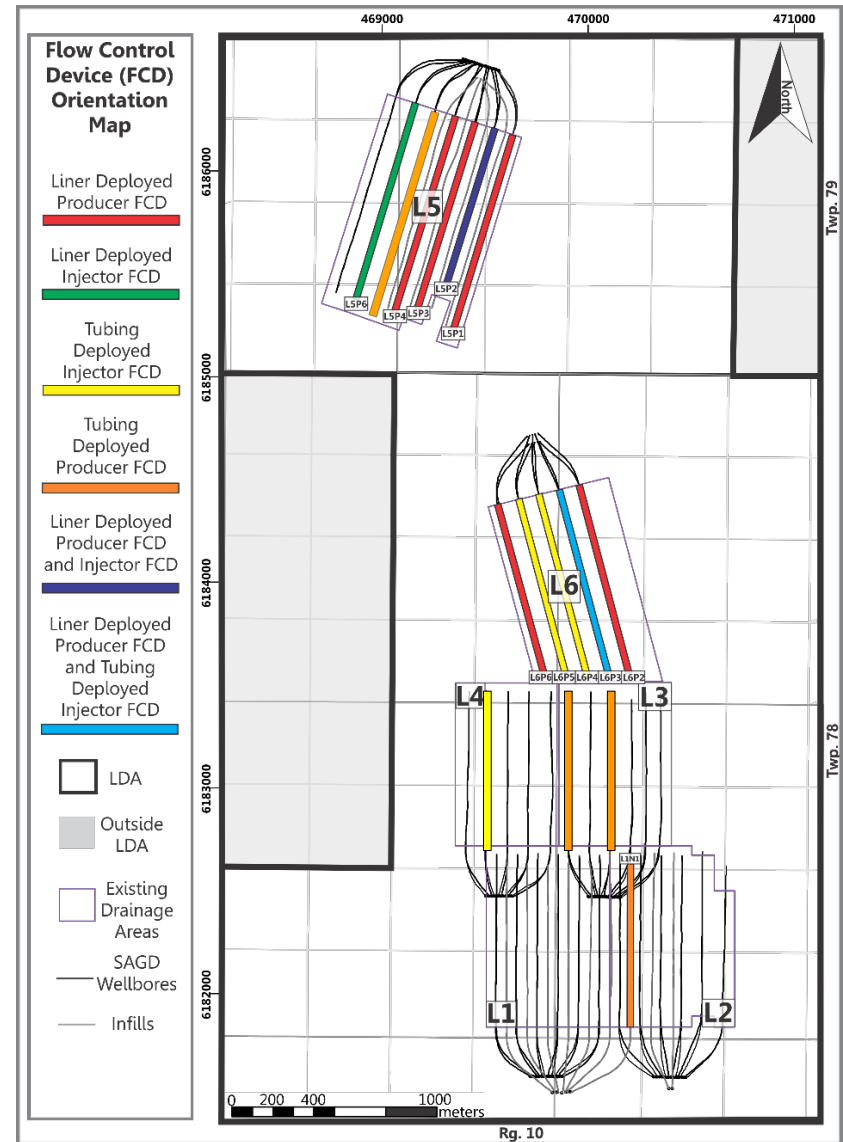 Flow Control
Device (FCD)
Orientation
Map
Liner Deployed
Producer FCD
Liner Deployed
Injector FCD
Tubing
Deployed
Injector FCD
Tubing
Deployed
Producer FCD
Liner Deployed
Producer FCD
and Injector FCD
Liner Deployed
Producer FCD
and Tubing
Deployed
Injector FCD
LDA
Outside
LDA
Existing
Drainage
Areas
SAGD
Wellbores
Infills
469000
470000
471000
6186000
6185000
6184000
6183000
6182000
North
Twp. 79
Twp. 78
L5
L5P6
L5P4
L5P3
L5P2
L5P1
L6
L6P6
L6P5
L6P4
L6P3
L6P2
L4
L3
L1N1
L1
L2
0 200 400 1000
meters
Rg. 10